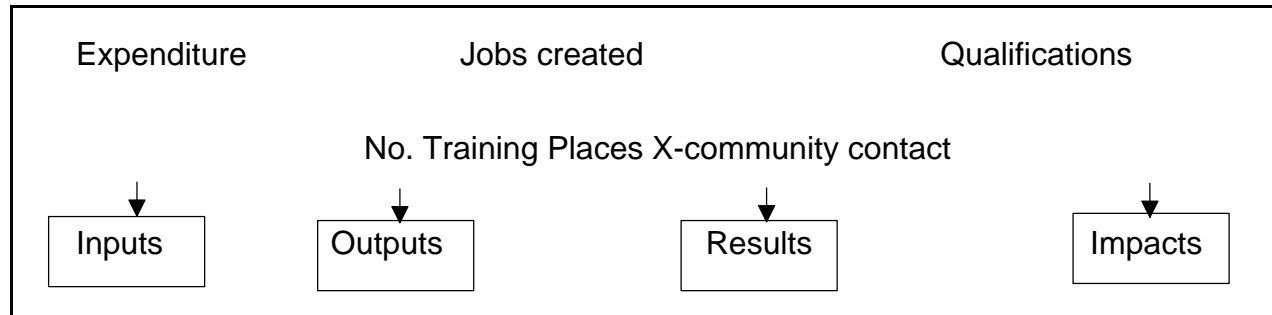 Expenditure Jobs created Qualifications
No. Training Places X-community contact
Inputs Outputs Results Impacts